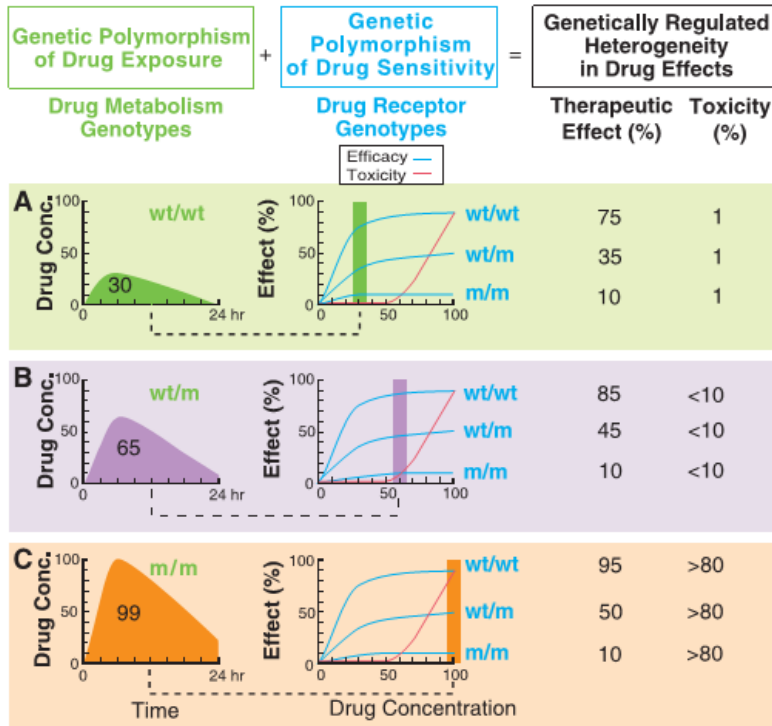 Genetic Polymorphism
of Drug Exposure
+
Genetic
Polymorphism
of Drug Sensitivity
=
Genetically Regulated
Heterogeneity
in Drug Effects
Drug Metabolism
Genotypes
Drug Receptor
Genotypes
Therapeutic
Effect (%)
Toxicity
(%)
Efficacy
Toxicity
A
Drug Conc.
100
50
0
wt/wt
30
0
24 hr
Effect (%)
100
50
0
0
50
100
wt/wt
wt/m
m/m
75
1
35
1
10
1
B
Drug Conc.
100
50
0
wt/m
65
0
24 hr
Effect (%)
100
50
0
0
50
100
wt/wt
wt/m
m/m
85
<10
45
<10
10
<10
C
Drug Conc.
100
50
0
m/m
99
0
24 hr
Time
Effect (%)
100
50
0
0
50
100
Drug Concentration
wt/wt
wt/m
m/m
95
>80
50
>80
10
>80